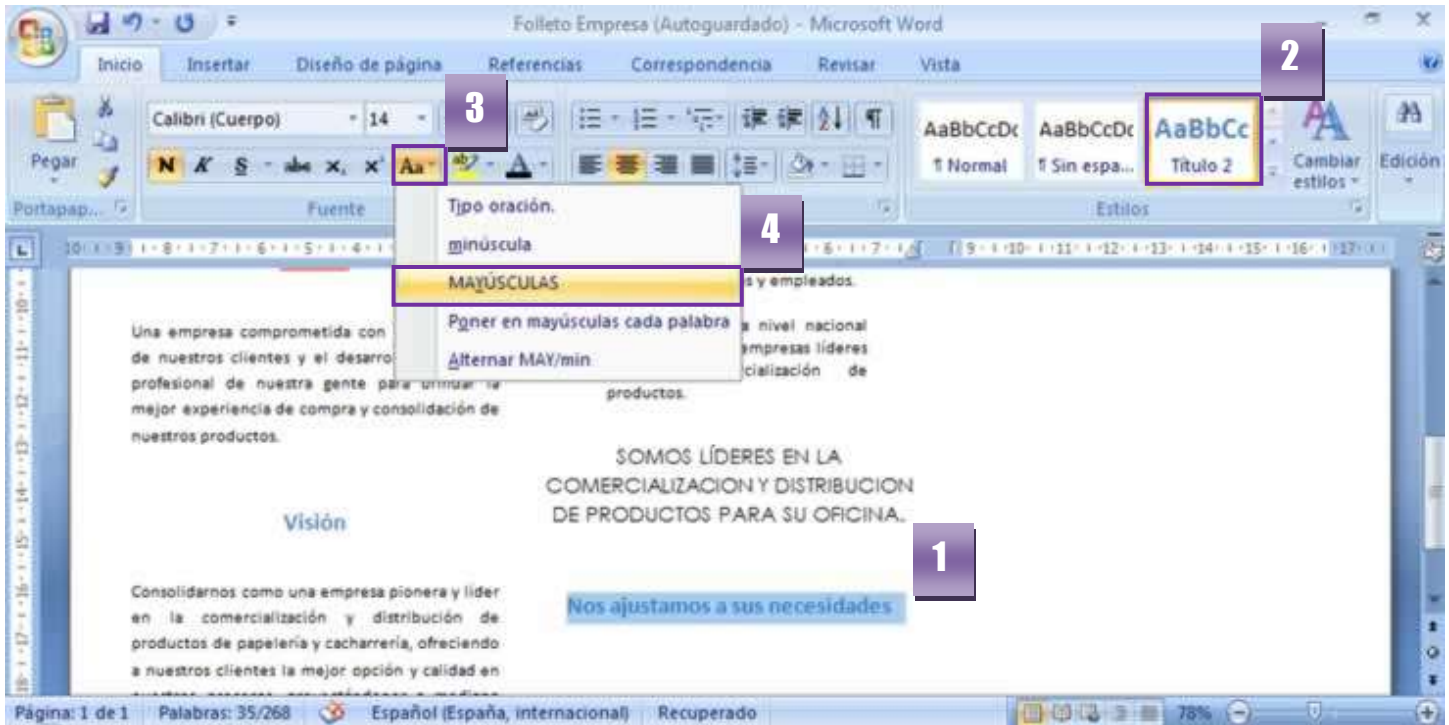 Folleto Empresa (Autoguardado) - Microsoft Word
2
Inicio Insertar Diseño de página Referencias Correspondencia Revisar Vista
3
Calibri (Cuerpo) 14
Pegar
N K S abc x, x' Aa A
AaBbCcDc AaBbCcDc AaBbCc
¶ Normal ¶ Sin espa... Título 2
Cambiar estilos
Edición
Portapap... Fuente Estilos
Tipo oración.
minúscula
MAYÚSCULAS
Poner en mayúsculas cada palabra
Alternar MAY/min
4
Una empresa comprometida con
de nuestros clientes y el desarro
profesional de nuestra gente para brindar la
mejor experiencia de compra y consolidación de
nuestros productos.
Visión
Consolidarnos como una empresa pionera y líder
en la comercialización y distribución de
productos de papelería y cacharrería, ofreciendo
a nuestros clientes la mejor opción y calidad en
s y empleados.
a nivel nacional
empresas líderes
cialización de
productos.
SOMOS LÍDERES EN LA
COMERCIALIZACION Y DISTRIBUCION
DE PRODUCTOS PARA SU OFICINA.
1
Nos ajustamos a sus necesidades
Página: 1 de 1 Palabras: 35/268 Español (España, internacional) Recuperado 78%